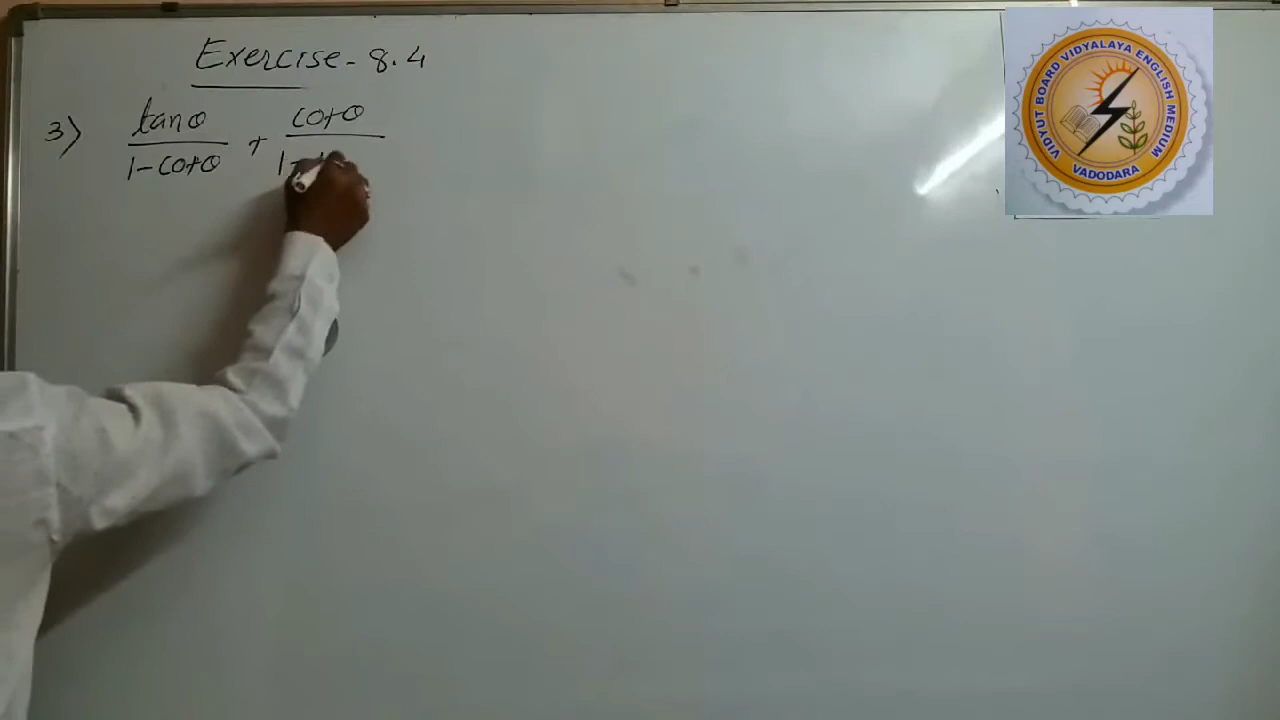 Exercise - 8.4
3) tanθ / 1-cotθ + cotθ / 1-
VIDYUT BOARD VIDYALAYA ENGLISH MEDIUM
VADODARA